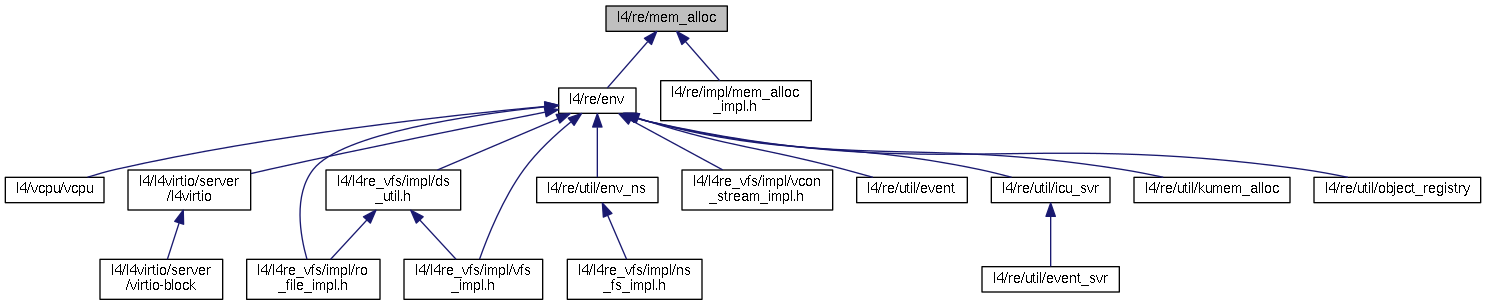 l4/re/mem_alloc
l4/re/env
l4/re/impl/mem_alloc
_impl.h
l4/vcpu/vcpu
l4/l4virtio/server
/l4virtio
l4/l4re_vfs/impl/ds
_util.h
l4/re/util/env_ns
l4/l4re_vfs/impl/vcon
_stream_impl.h
l4/re/util/event
l4/re/util/icu_svr
l4/re/util/kumem_alloc
l4/re/util/object_registry
l4/l4virtio/server
/virtio-block
l4/l4re_vfs/impl/ro
_file_impl.h
l4/l4re_vfs/impl/vfs
_impl.h
l4/l4re_vfs/impl/ns
_fs_impl.h
l4/re/util/event_svr